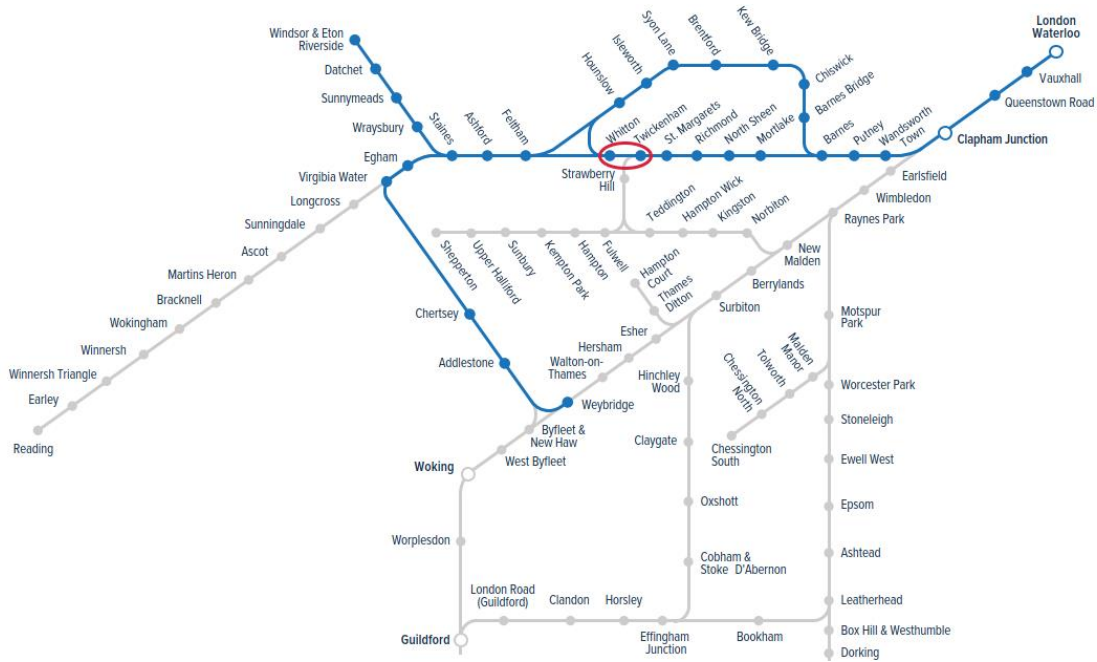 Windsor & Eton
Riverside
Datchet
Sunnymeads
Wraysbury
Staines
Ashford
Feltham
Hounslow
Isleworth
Syon Lane
Brentford
Kew Bridge
Chiswick
Barnes Bridge
London
Waterloo
Vauxhall
Queenstown Road
Clapham Junction
Whitton
Twickenham
St. Margarets
Richmond
North Sheen
Mortlake
Barnes
Putney
Wandsworth
Town
Egham
Virgibia Water
Longcross
Sunningdale
Ascot
Martins Heron
Bracknell
Wokingham
Winnersh
Winnersh Triangle
Earley
Reading
Strawberry
Hill
Teddington
Hampton Wick
Kingston
Norbiton
Earlsfield
Wimbledon
Raynes Park
New
Malden
Berrylands
Surbiton
Shepperton
Upper Halliford
Sunbury
Kempton Park
Hampton
Fulwell
Hampton
Court
Thames
Ditton
Chertsey
Addlestone
Weybridge
Esher
Hersham
Walton-on-
Thames
Byfleet &
New Haw
West Byfleet
Woking
Worplesdon
Guildford
London Road
(Guildford)
Clandon
Horsley
Effingham
Junction
Bookham
Hinchley
Wood
Claygate
Oxshott
Cobham &
Stoke D'Abernon
Motspur
Park
Malden
Manor
Tolworth
Chessington
North
Chessington
South
Worcester Park
Stoneleigh
Ewell West
Epsom
Ashtead
Leatherhead
Box Hill & Westhumble
Dorking